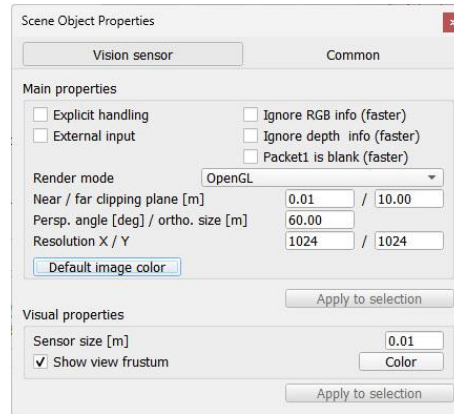 Scene Object Properties
Vision sensor Common
Main properties
Explicit handling Ignore RGB info (faster)
External input Ignore depth info (faster)
Packet1 is blank (faster)
Render mode OpenGL
Near / far clipping plane [m] 0.01 / 10.00
Persp. angle [deg] / ortho. size [m] 60.00
Resolution X / Y 1024 / 1024
Default image color
Apply to selection
Visual properties
Sensor size [m] 0.01
Show view frustum Color
Apply to selection